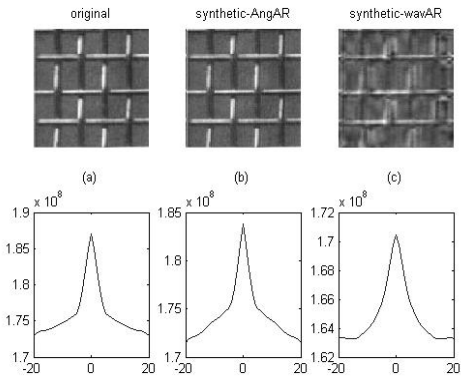 original synthetic-AngAR synthetic-wavAR
(a) (b) (c)
x 10^8 x 10^8 x 10^8
1.9 1.85 1.72
1.85 1.8 1.7
1.68
1.8 1.75 1.66
1.75 1.64
1.7 1.7 1.62
-20 0 20 -20 0 20 -20 0 20